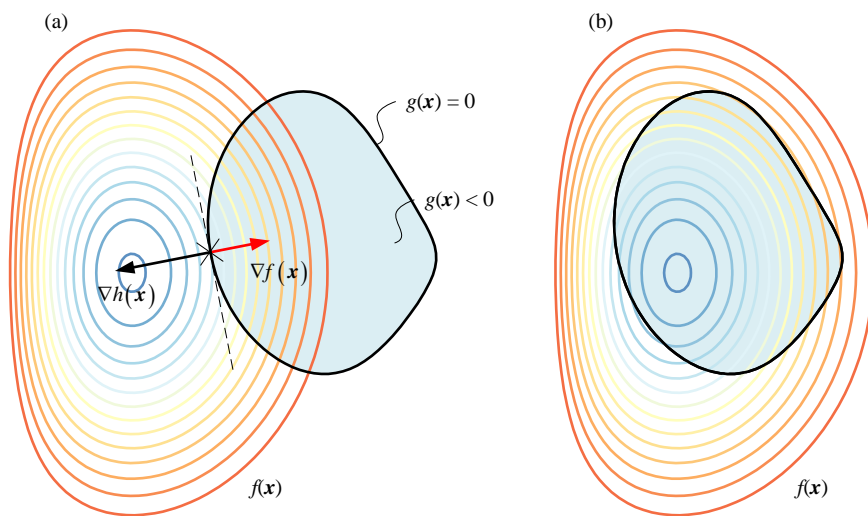 (a)
(b)
g(x) = 0
g(x) < 0
∇f(x)
∇h(x)
f(x)
f(x)